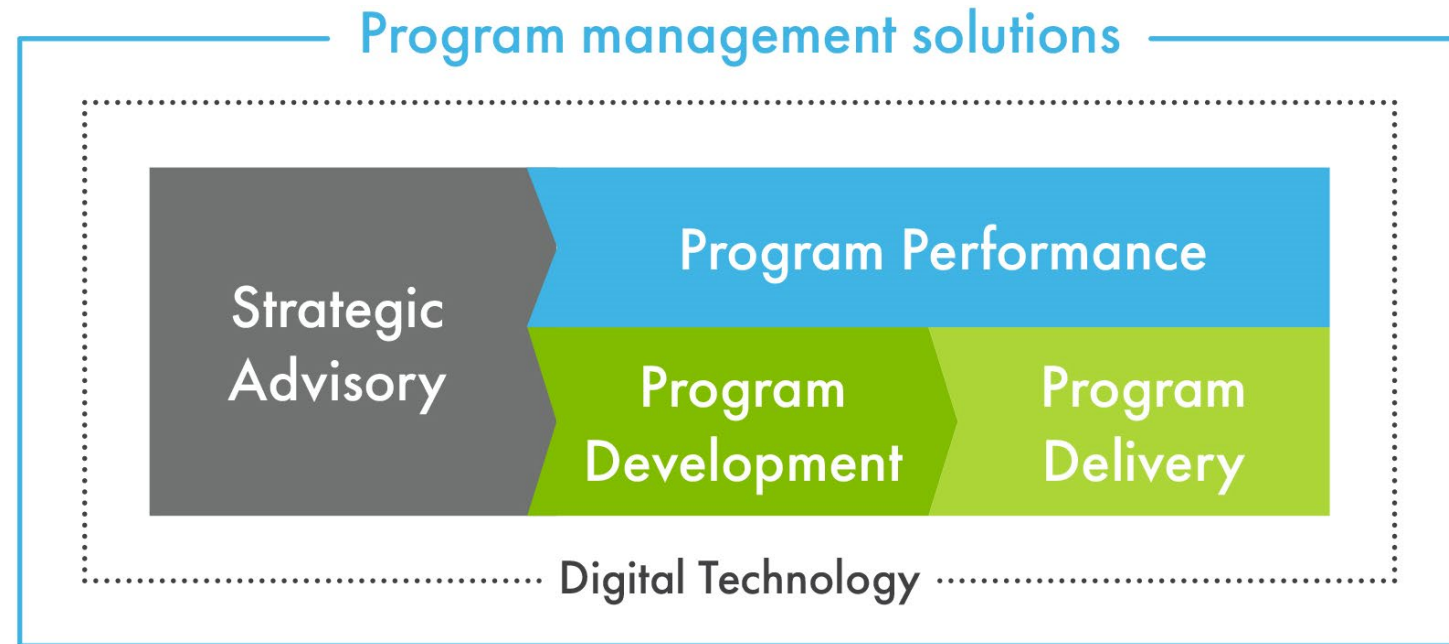 Program management solutions
Strategic
Advisory
Program Performance
Program
Development
Program
Delivery
Digital Technology